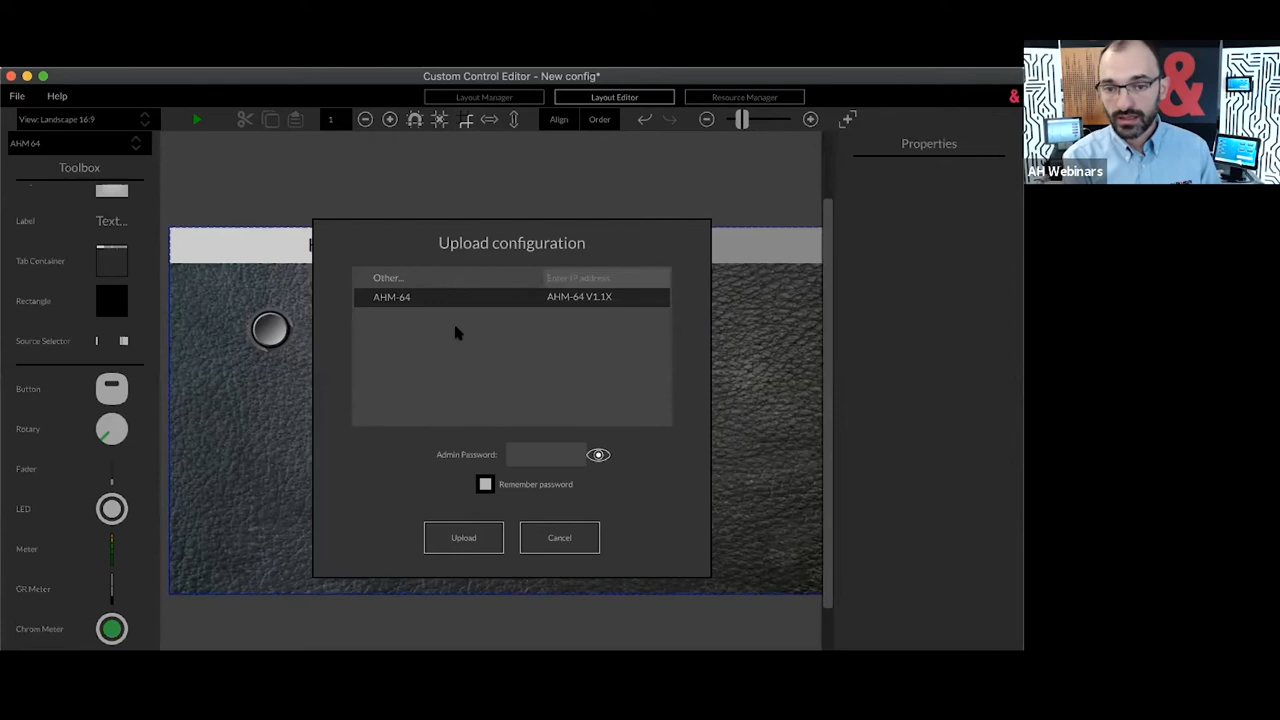 Custom Control Editor - New config*
File Help
Layout Manager Layout Editor Resource Manager &
View: Landscape 16:9
1
Align Order
AHM 64
Toolbox
Properties
Label Text...
Tab Container
Rectangle
Source Selector
Button
Rotary
Fader
LED
Meter
GR Meter
Chrom Meter
Upload configuration
Other... Enter IP address
AHM-64 AHM-64 V1.1X
Admin Password:
Remember password
Upload Cancel
&
AH Webinars